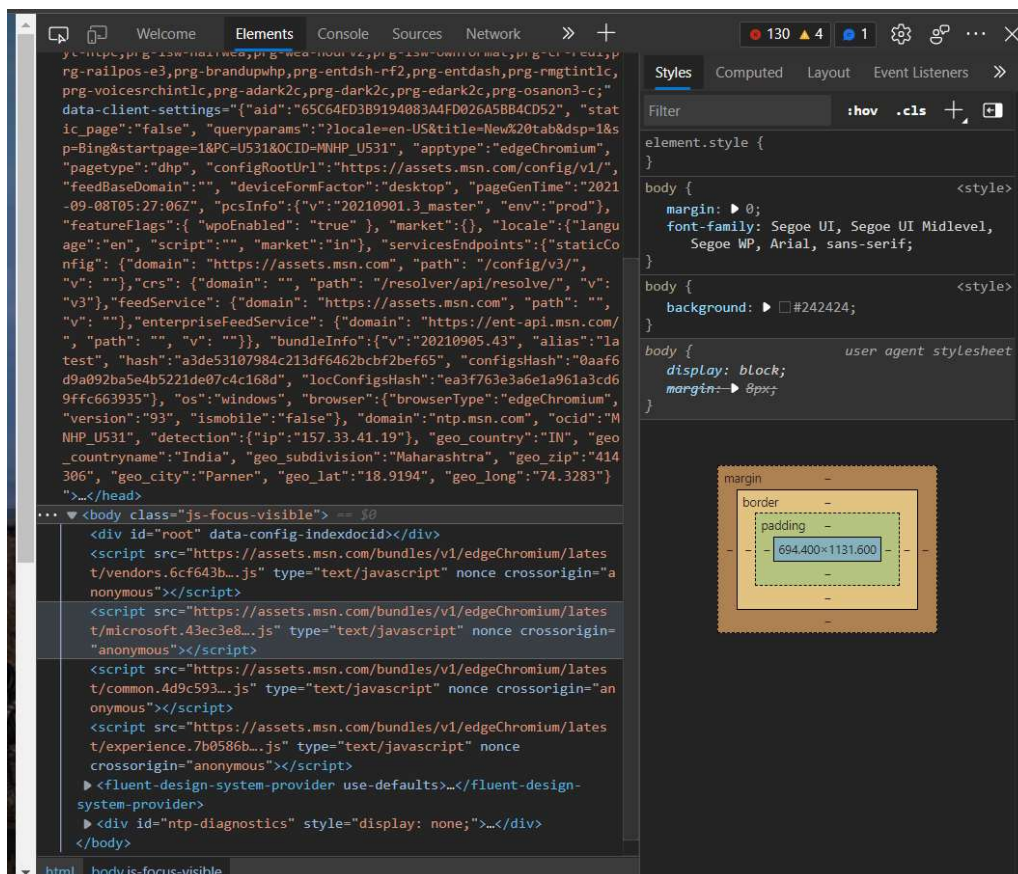 Welcome Elements Console Sources Network
130 4 1
prg-railpos-e3,prg-brandupwhp,prg-entdsh-rf2,prg-entdash,prg-rmgtintlc,
prg-voicesrchintlc,prg-adark2c,prg-dark2c,prg-edark2c,prg-osanon3-c;"
data-client-settings="{"aid":"65C64ED3B9194083A4FD026A5BB4CD52", "stat
ic_page":"false", "queryparams":"?locale=en-US&title=New%20tab&dsp=1&s
p=Bing&startpage=1&PC=U531&OCID=MNHP_U531", "apptype":"edgeChromium",
"pagetype":"dhp", "configRootUrl":"https://assets.msn.com/config/v1/",
"feedBaseDomain":"", "deviceFormFactor":"desktop", "pageGenTime":"2021
-09-08T05:27:06Z", "pcsInfo":{"v":"20210901.3_master", "env":"prod"},
"featureFlags":{ "wpoEnabled": "true" }, "market":{}, "locale":{"langu
age":"en", "script":"", "market":"in"}, "servicesEndpoints":{"staticCo
nfig": {"domain": "https://assets.msn.com", "path": "/config/v3/",
"v": ""},"crs": {"domain": "", "path": "/resolver/api/resolve/", "v":
"v3"},"feedService": {"domain": "https://assets.msn.com", "path": "",
"v": ""},"enterpriseFeedService": {"domain": "https://ent-api.msn.com/
", "path": "", "v": ""}}, "bundleInfo":{"v":"20210905.43", "alias":"la
test", "hash":"a3de53107984c213df6462bcbf2bef65", "configsHash":"0aaf6
d9a092ba5e4b5221de07c4c168d", "locConfigsHash":"ea3f763e3a6e1a961a3cd6
9ffc663935"}, "os":"windows", "browser":{"browserType":"edgeChromium",
"version":"93", "ismobile":"false"}, "domain":"ntp.msn.com", "ocid":"M
NHP_U531", "detection":{"ip":"157.33.41.19"}, "geo_country":"IN", "geo
_countryname":"India", "geo_subdivision":"Maharashtra", "geo_zip":"414
306", "geo_city":"Parner", "geo_lat":"18.9194", "geo_long":"74.3283"}
">…</head>
<body class="js-focus-visible"> == $0
<div id="root" data-config-indexdocid></div>
<script src="https://assets.msn.com/bundles/v1/edgeChromium/lates
t/vendors.6cf643b….js" type="text/javascript" nonce crossorigin="a
nonymous"></script>
<script src="https://assets.msn.com/bundles/v1/edgeChromium/lates
t/microsoft.43ec3e8….js" type="text/javascript" nonce crossorigin=
"anonymous"></script>
<script src="https://assets.msn.com/bundles/v1/edgeChromium/lates
t/common.4d9c593….js" type="text/javascript" nonce crossorigin="an
onymous"></script>
<script src="https://assets.msn.com/bundles/v1/edgeChromium/lates
t/experience.7b0586b….js" type="text/javascript" nonce
crossorigin="anonymous"></script>
<fluent-design-system-provider use-defaults>…</fluent-design-
system-provider>
<div id="ntp-diagnostics" style="display: none;">…</div>
</body>
html body.js-focus-visible
Styles Computed Layout Event Listeners
Filter :hov .cls
element.style {
}
body { <style>
margin: 0;
font-family: Segoe UI, Segoe UI Midlevel,
Segoe WP, Arial, sans-serif;
}
body { <style>
background: #242424;
}
body { user agent stylesheet
display: block;
margin: 8px;
}
margin –
border –
padding –
– – – 694.400×1131.600 – – –
–
–
–